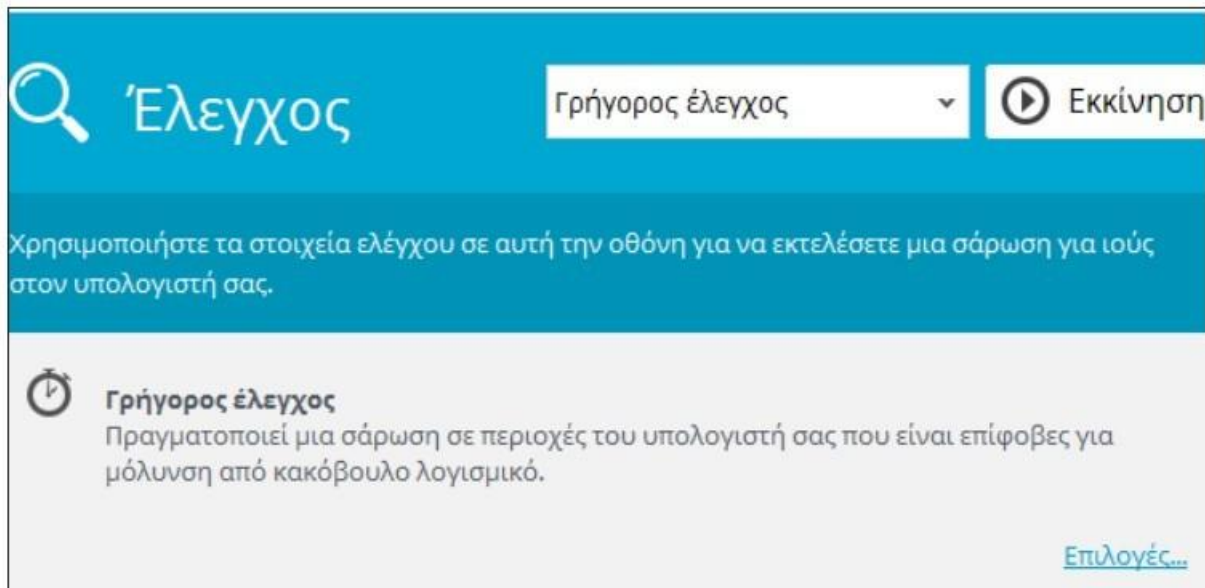 Έλεγχος
Γρήγορος έλεγχος
Εκκίνηση
Χρησιμοποιήστε τα στοιχεία ελέγχου σε αυτή την οθόνη για να εκτελέσετε μια σάρωση για ιούς
στον υπολογιστή σας.
Γρήγορος έλεγχος
Πραγματοποιεί μια σάρωση σε περιοχές του υπολογιστή σας που είναι επίφοβες για
μόλυνση από κακόβουλο λογισμικό.
Επιλογές...